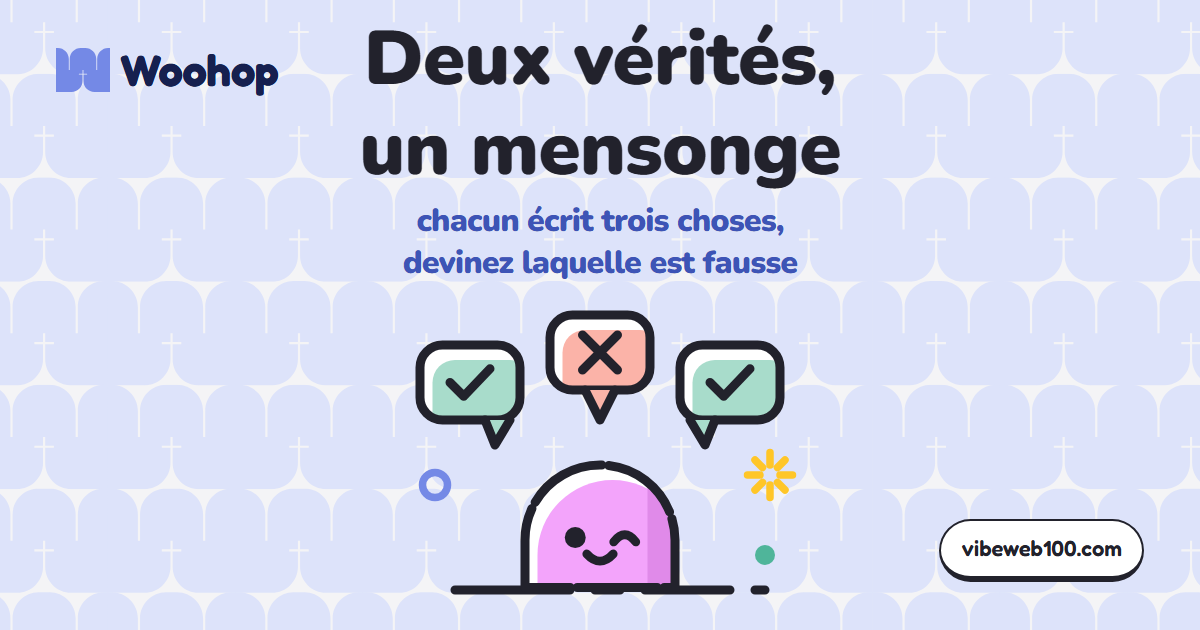 Woohop
Deux vérités,
un mensonge
chacun écrit trois choses,
devinez laquelle est fausse
vibeweb100.com